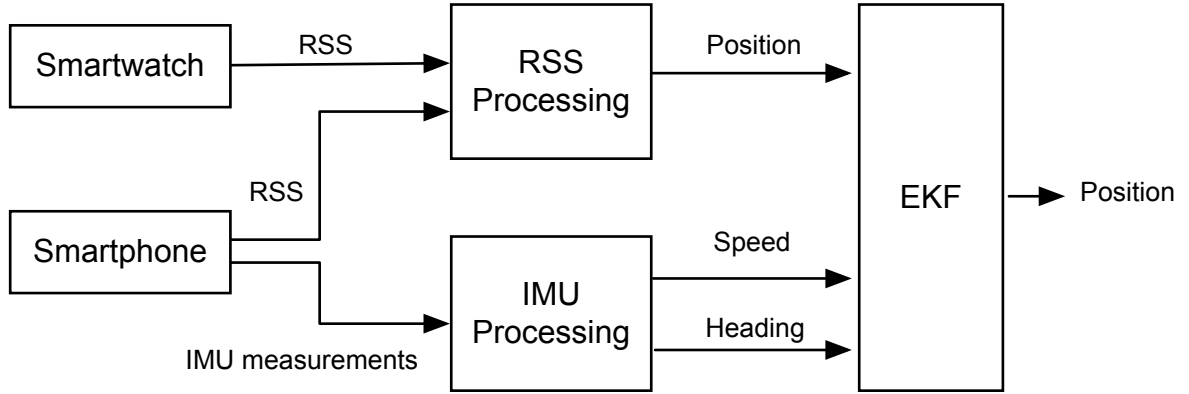 Smartwatch
RSS
RSS
Processing
Position
EKF
Position
RSS
Smartphone
IMU measurements
IMU
Processing
Speed
Heading